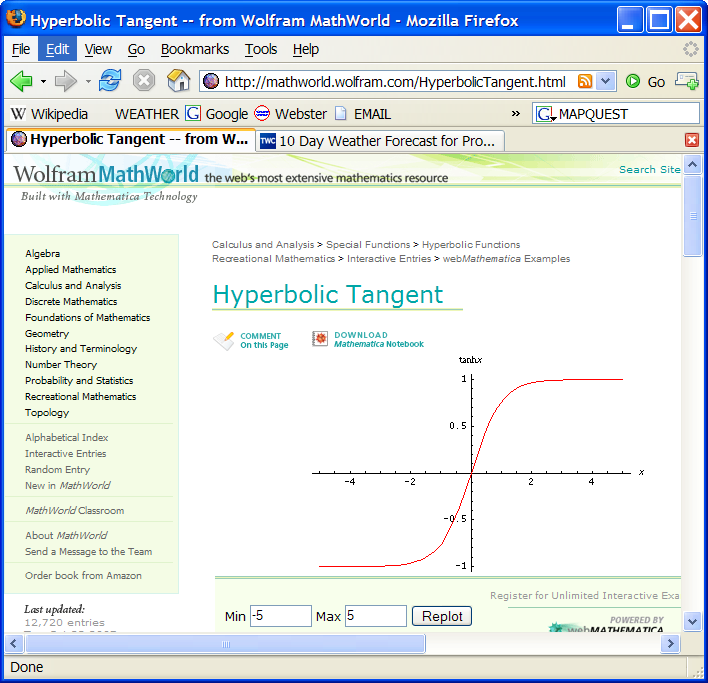 Hyperbolic Tangent -- from Wolfram MathWorld - Mozilla Firefox
File Edit View Go Bookmarks Tools Help
http://mathworld.wolfram.com/HyperbolicTangent.html Go
W Wikipedia WEATHER G Google Webster EMAIL » G MAPQUEST
Hyperbolic Tangent -- from W... TWC 10 Day Weather Forecast for Pro...
Wolfram MathWorld the web's most extensive mathematics resource
Search Site
Built with Mathematica Technology
Algebra
Applied Mathematics
Calculus and Analysis
Discrete Mathematics
Foundations of Mathematics
Geometry
History and Terminology
Number Theory
Probability and Statistics
Recreational Mathematics
Topology
Alphabetical Index
Interactive Entries
Random Entry
New in MathWorld
MathWorld Classroom
About MathWorld
Send a Message to the Team
Order book from Amazon
Last updated:
12,720 entries
Calculus and Analysis > Special Functions > Hyperbolic Functions
Recreational Mathematics > Interactive Entries > webMathematica Examples
Hyperbolic Tangent
COMMENT
On this Page
DOWNLOAD
Mathematica Notebook
tanhx
1
0.5
-4 -2 2 4 x
-0.5
-1
Register for Unlimited Interactive Exa
Min -5 Max 5 Replot
POWERED BY
webMATHEMATICA
Done